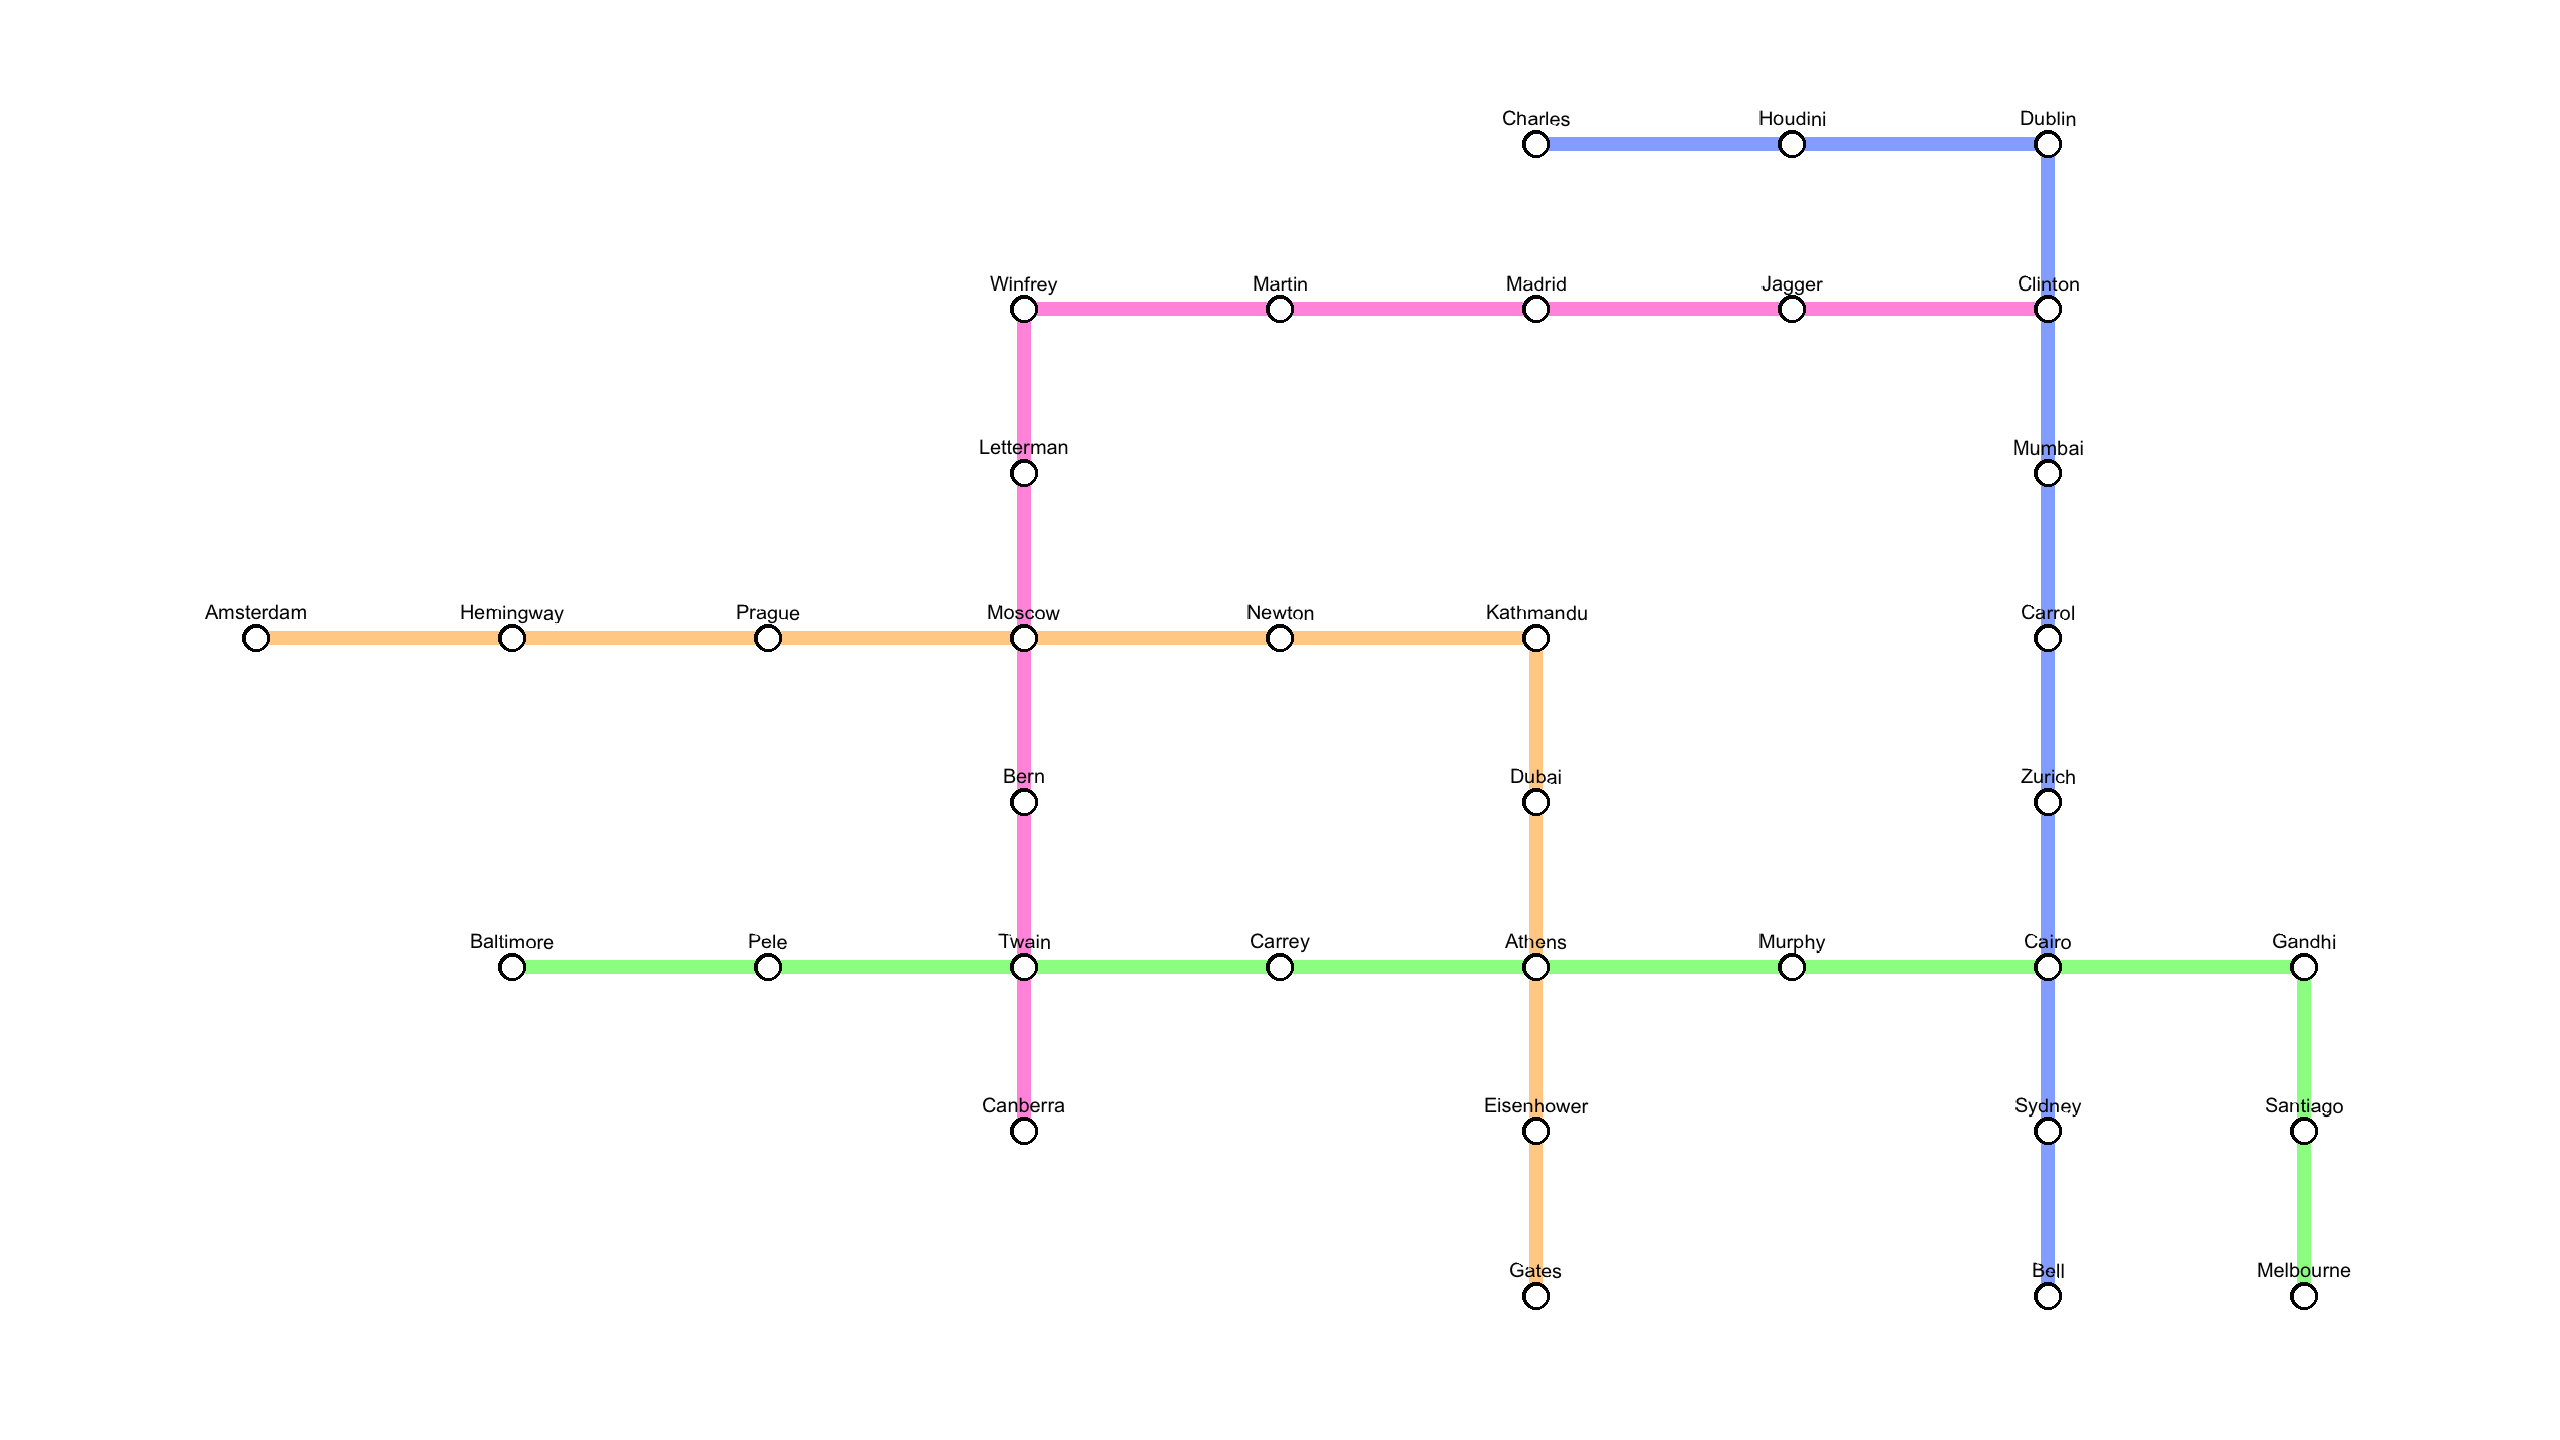 Charles
Houdini
Dublin
Winfrey
Martin
Madrid
Jagger
Clinton
Letterman
Mumbai
Amsterdam
Hemingway
Prague
Moscow
Newton
Kathmandu
Carrol
Bern
Dubai
Zurich
Baltimore
Pele
Twain
Carrey
Athens
Murphy
Cairo
Gandhi
Canberra
Eisenhower
Sydney
Santiago
Gates
Bell
Melbourne